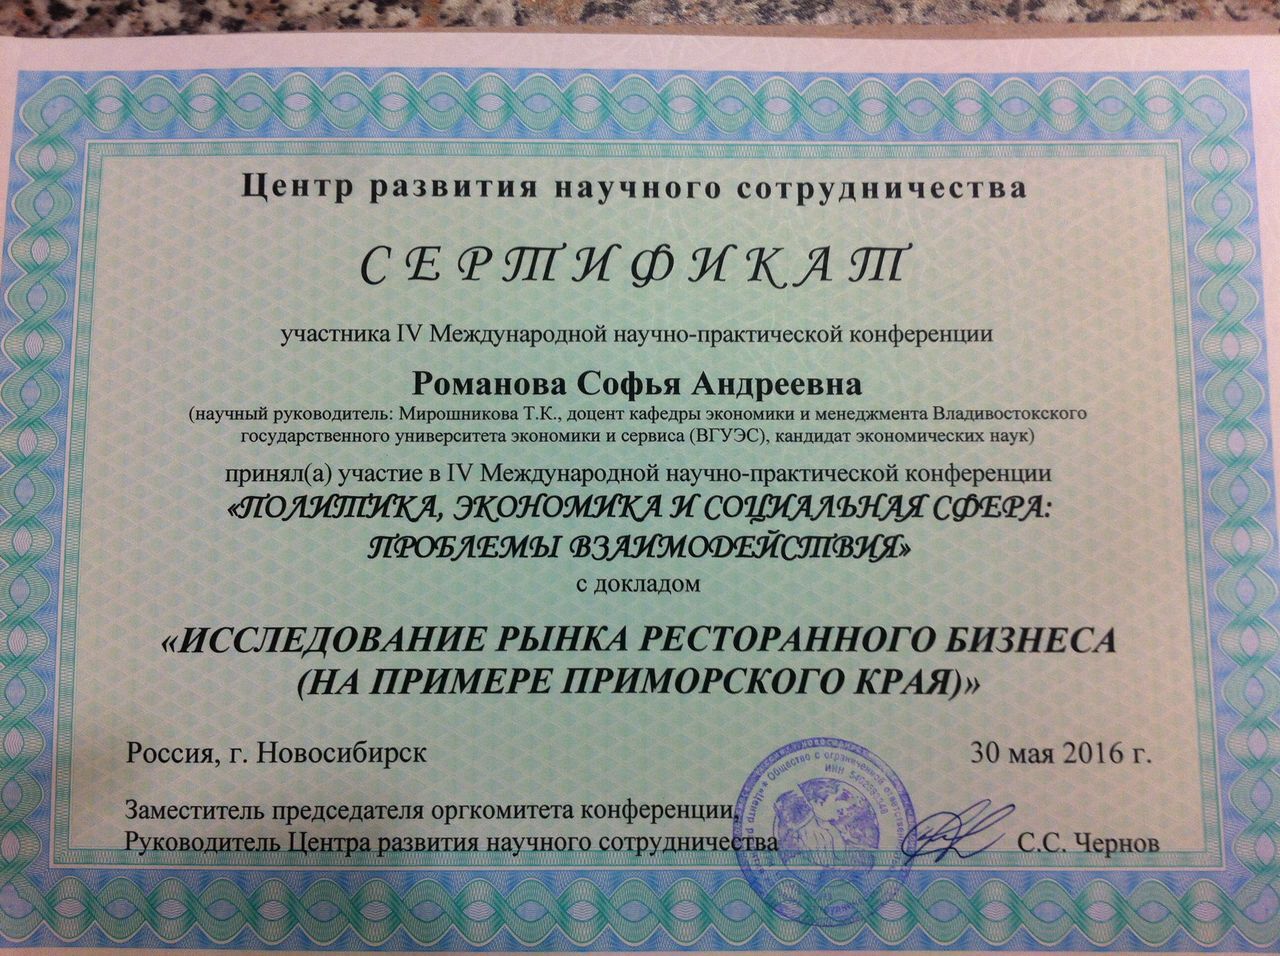 Центр развития научного сотрудничества
СЕРТИФИКАТ
участника IV Международной научно-практической конференции
Романова Софья Андреевна
(научный руководитель: Мирошникова Т.К., доцент кафедры экономики и менеджмента Владивостокского
государственного университета экономики и сервиса (ВГУЭС), кандидат экономических наук)
принял(а) участие в IV Международной научно-практической конференции
«ПОЛИТИКА, ЭКОНОМИКА И СОЦИАЛЬНАЯ СФЕРА:
ПРОБЛЕМЫ ВЗАИМОДЕЙСТВИЯ»
с докладом
«ИССЛЕДОВАНИЕ РЫНКА РЕСТОРАННОГО БИЗНЕСА
(НА ПРИМЕРЕ ПРИМОРСКОГО КРАЯ)»
Россия, г. Новосибирск
30 мая 2016 г.
Заместитель председателя оргкомитета конференции,
Руководитель Центра развития научного сотрудничества
С.С. Чернов
Общество с ограниченной
ИНН